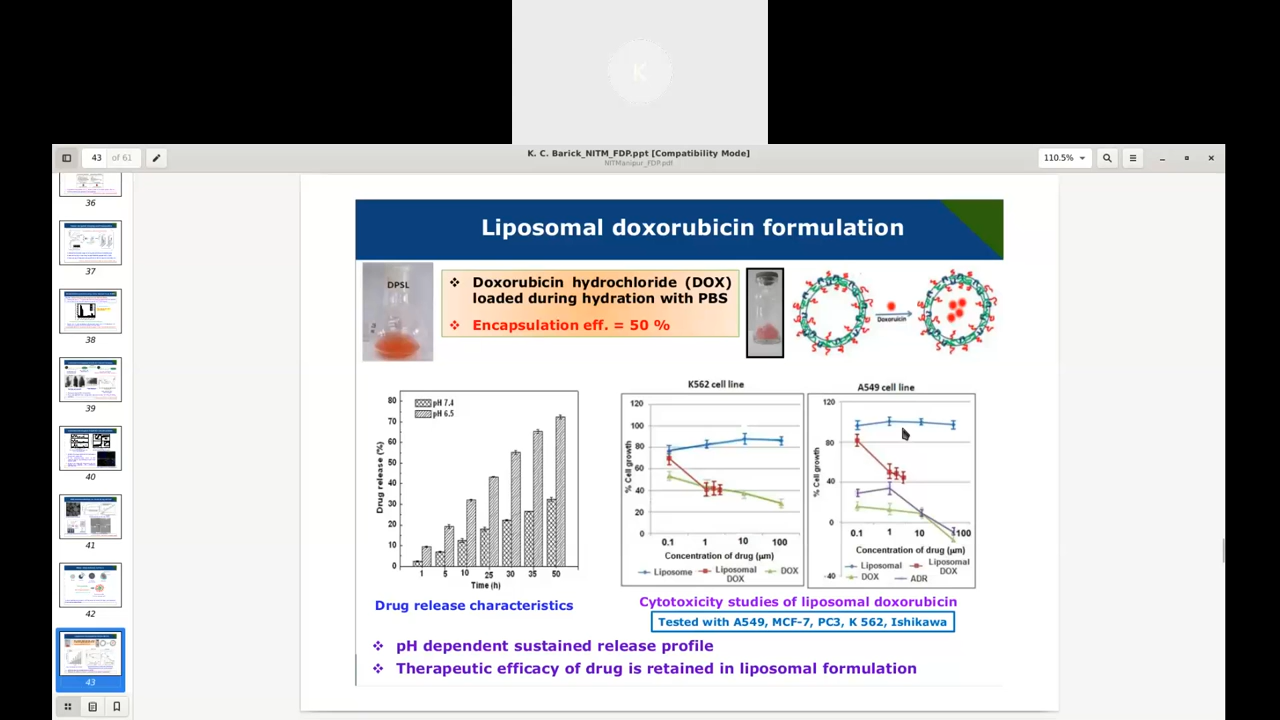 K
43 of 61
K. C. Barick_NITM_FDP.ppt [Compatibility Mode]
NITManipur_FDP.pdf
110.5%
36
37
38
39
40
41
42
43
Liposomal doxorubicin formulation
DPSL
❖ Doxorubicin hydrochloride (DOX)
loaded during hydration with PBS
❖ Encapsulation eff. = 50 %
Doxoruicin
pH 7.4
pH 6.5
Drug release (%)
80
70
60
50
40
30
20
10
0
1 5 10 25 30 35 50
Time (h)
Drug release characteristics
K562 cell line
% Cell growth
120
100
80
60
40
20
0
0.1 1 10 100
Concentration of drug (µm)
Liposome Liposomal DOX
DOX
A549 cell line
% Cell growth
120
80
40
0
-40
0.1 1 10 100
Concentration of drug (µm)
Liposomal Liposomal
DOX
DOX ADR
Cytotoxicity studies of liposomal doxorubicin
Tested with A549, MCF-7, PC3, K 562, Ishikawa
❖ pH dependent sustained release profile
❖ Therapeutic efficacy of drug is retained in liposomal formulation